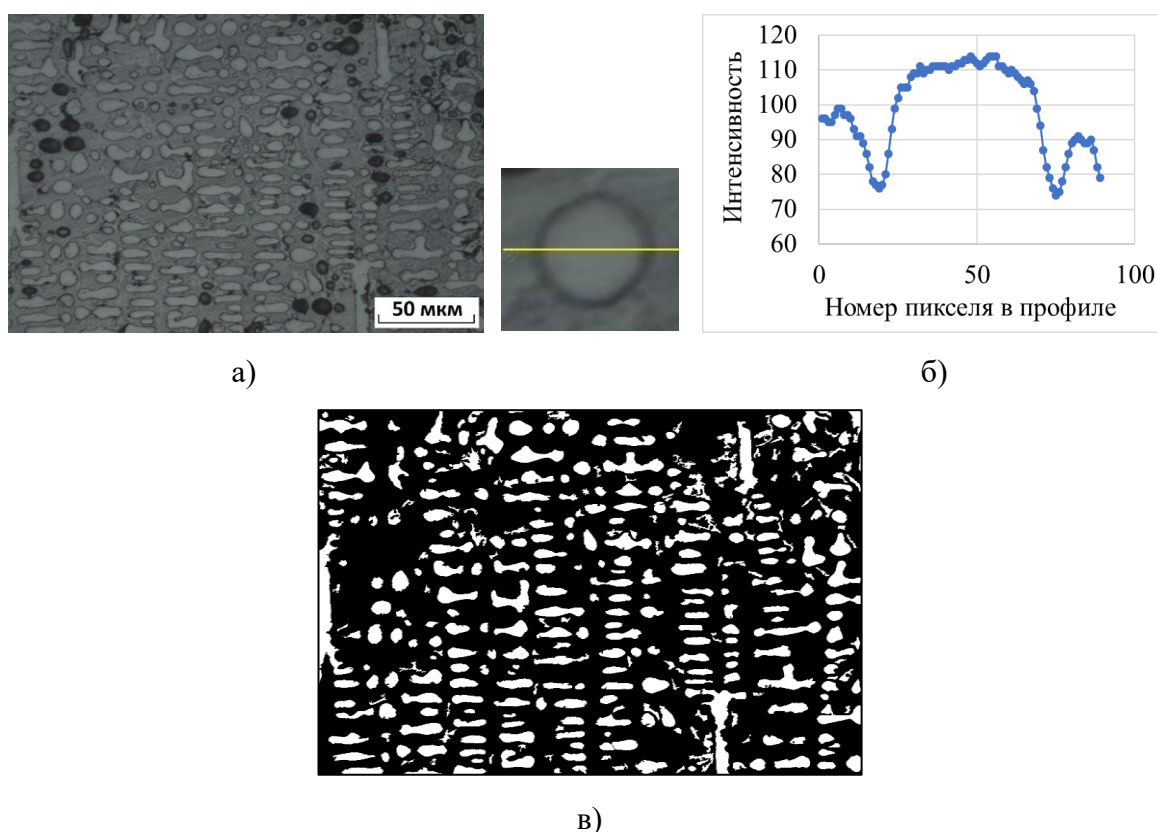 50 мкм
120
110
100
90
80
70
60
0
50
100
Интенсивность
Номер пикселя в профиле
а)
б)
в)